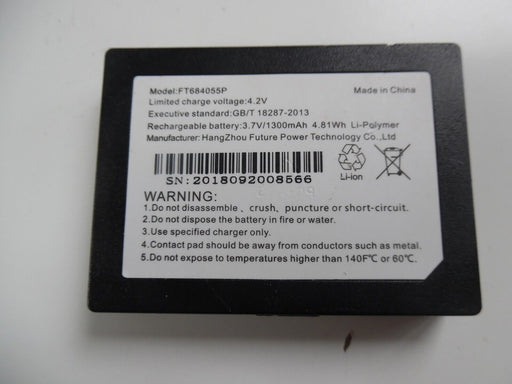 Model:FT684055P
Made in China
Limited charge voltage:4.2V
Executive standard:GB/T 18287-2013
Rechargeable battery:3.7V/1300mAh 4.81Wh Li-Polymer
Manufacturer: HangZhou Future Power Technology Co.,Ltd
SN:2018092008566
Li-ion
WARNING:
1.Do not disassemble、crush、puncture or short-circuit.
2.Do not dispose the battery in fire or water.
3.Use specified charger only.
4.Contact pad should be away from conductors such as metal.
5.Do not expose to temperatures higher than 140F℃ or 60℃.